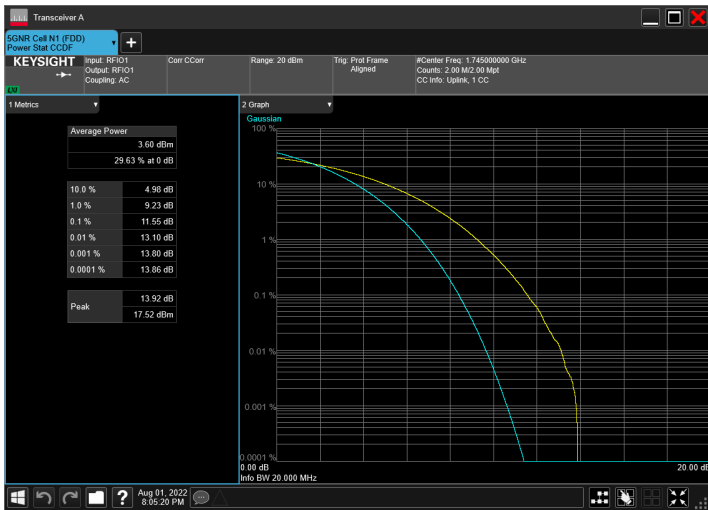 Transceiver A
5GNR Cell N1 (FDD)
Power Stat CCDF
KEYSIGHT
LXI
Input: RFIO1
Output: RFIO1
Coupling: AC
Corr CCorr
Range: 20 dBm
Trig: Prot Frame
Aligned
#Center Freq: 1.745000000 GHz
Counts: 2.00 M/2.00 Mpt
CC Info: Uplink, 1 CC
1 Metrics
Average Power
3.60 dBm
29.63 % at 0 dB
10.0 % 4.98 dB
1.0 % 9.23 dB
0.1 % 11.55 dB
0.01 % 13.10 dB
0.001 % 13.80 dB
0.0001 % 13.86 dB
Peak
13.92 dB
17.52 dBm
2 Graph
Gaussian
100 %
10 %
1 %
0.1 %
0.01 %
0.001 %
0.0001 %
0.00 dB
20.00 dB
Info BW 20.000 MHz
Aug 01, 2022
8:05:20 PM